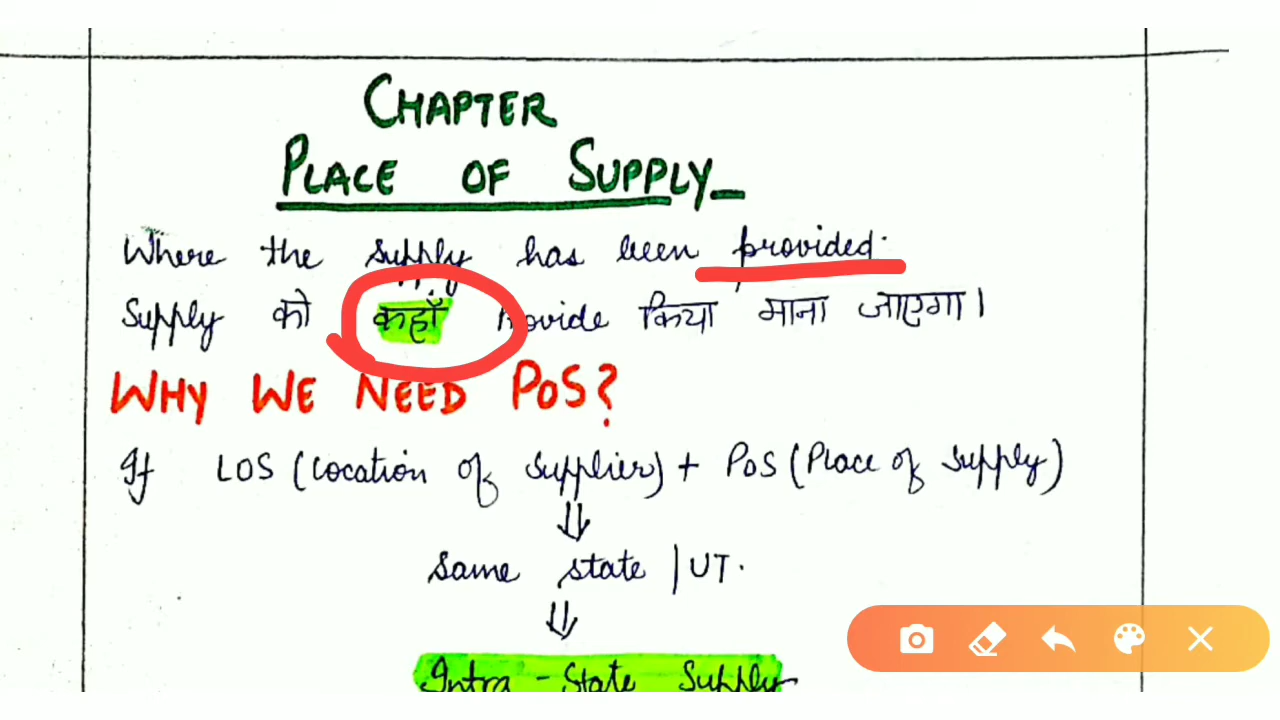 CHAPTER
PLACE OF SUPPLY
Where the supply has been provided.
Supply को कहाँ Provide किया माना जाएगा।
WHY WE NEED POS?
If LOS (Location of supplier) + POS (Place of supply)
⇓
Same state | UT.
⇓
Intra - State Supply